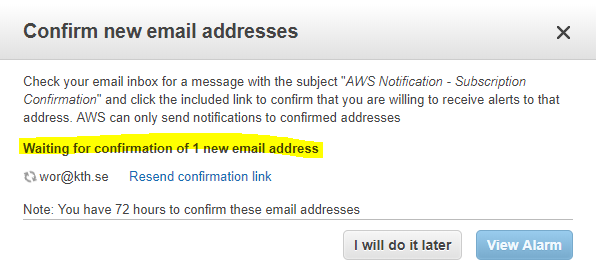 Confirm new email addresses
Check your email inbox for a message with the subject "AWS Notification - Subscription
Confirmation" and click the included link to confirm that you are willing to receive alerts to that
address. AWS can only send notifications to confirmed addresses
Waiting for confirmation of 1 new email address
wor@kth.se Resend confirmation link
Note: You have 72 hours to confirm these email addresses
I will do it later View Alarm